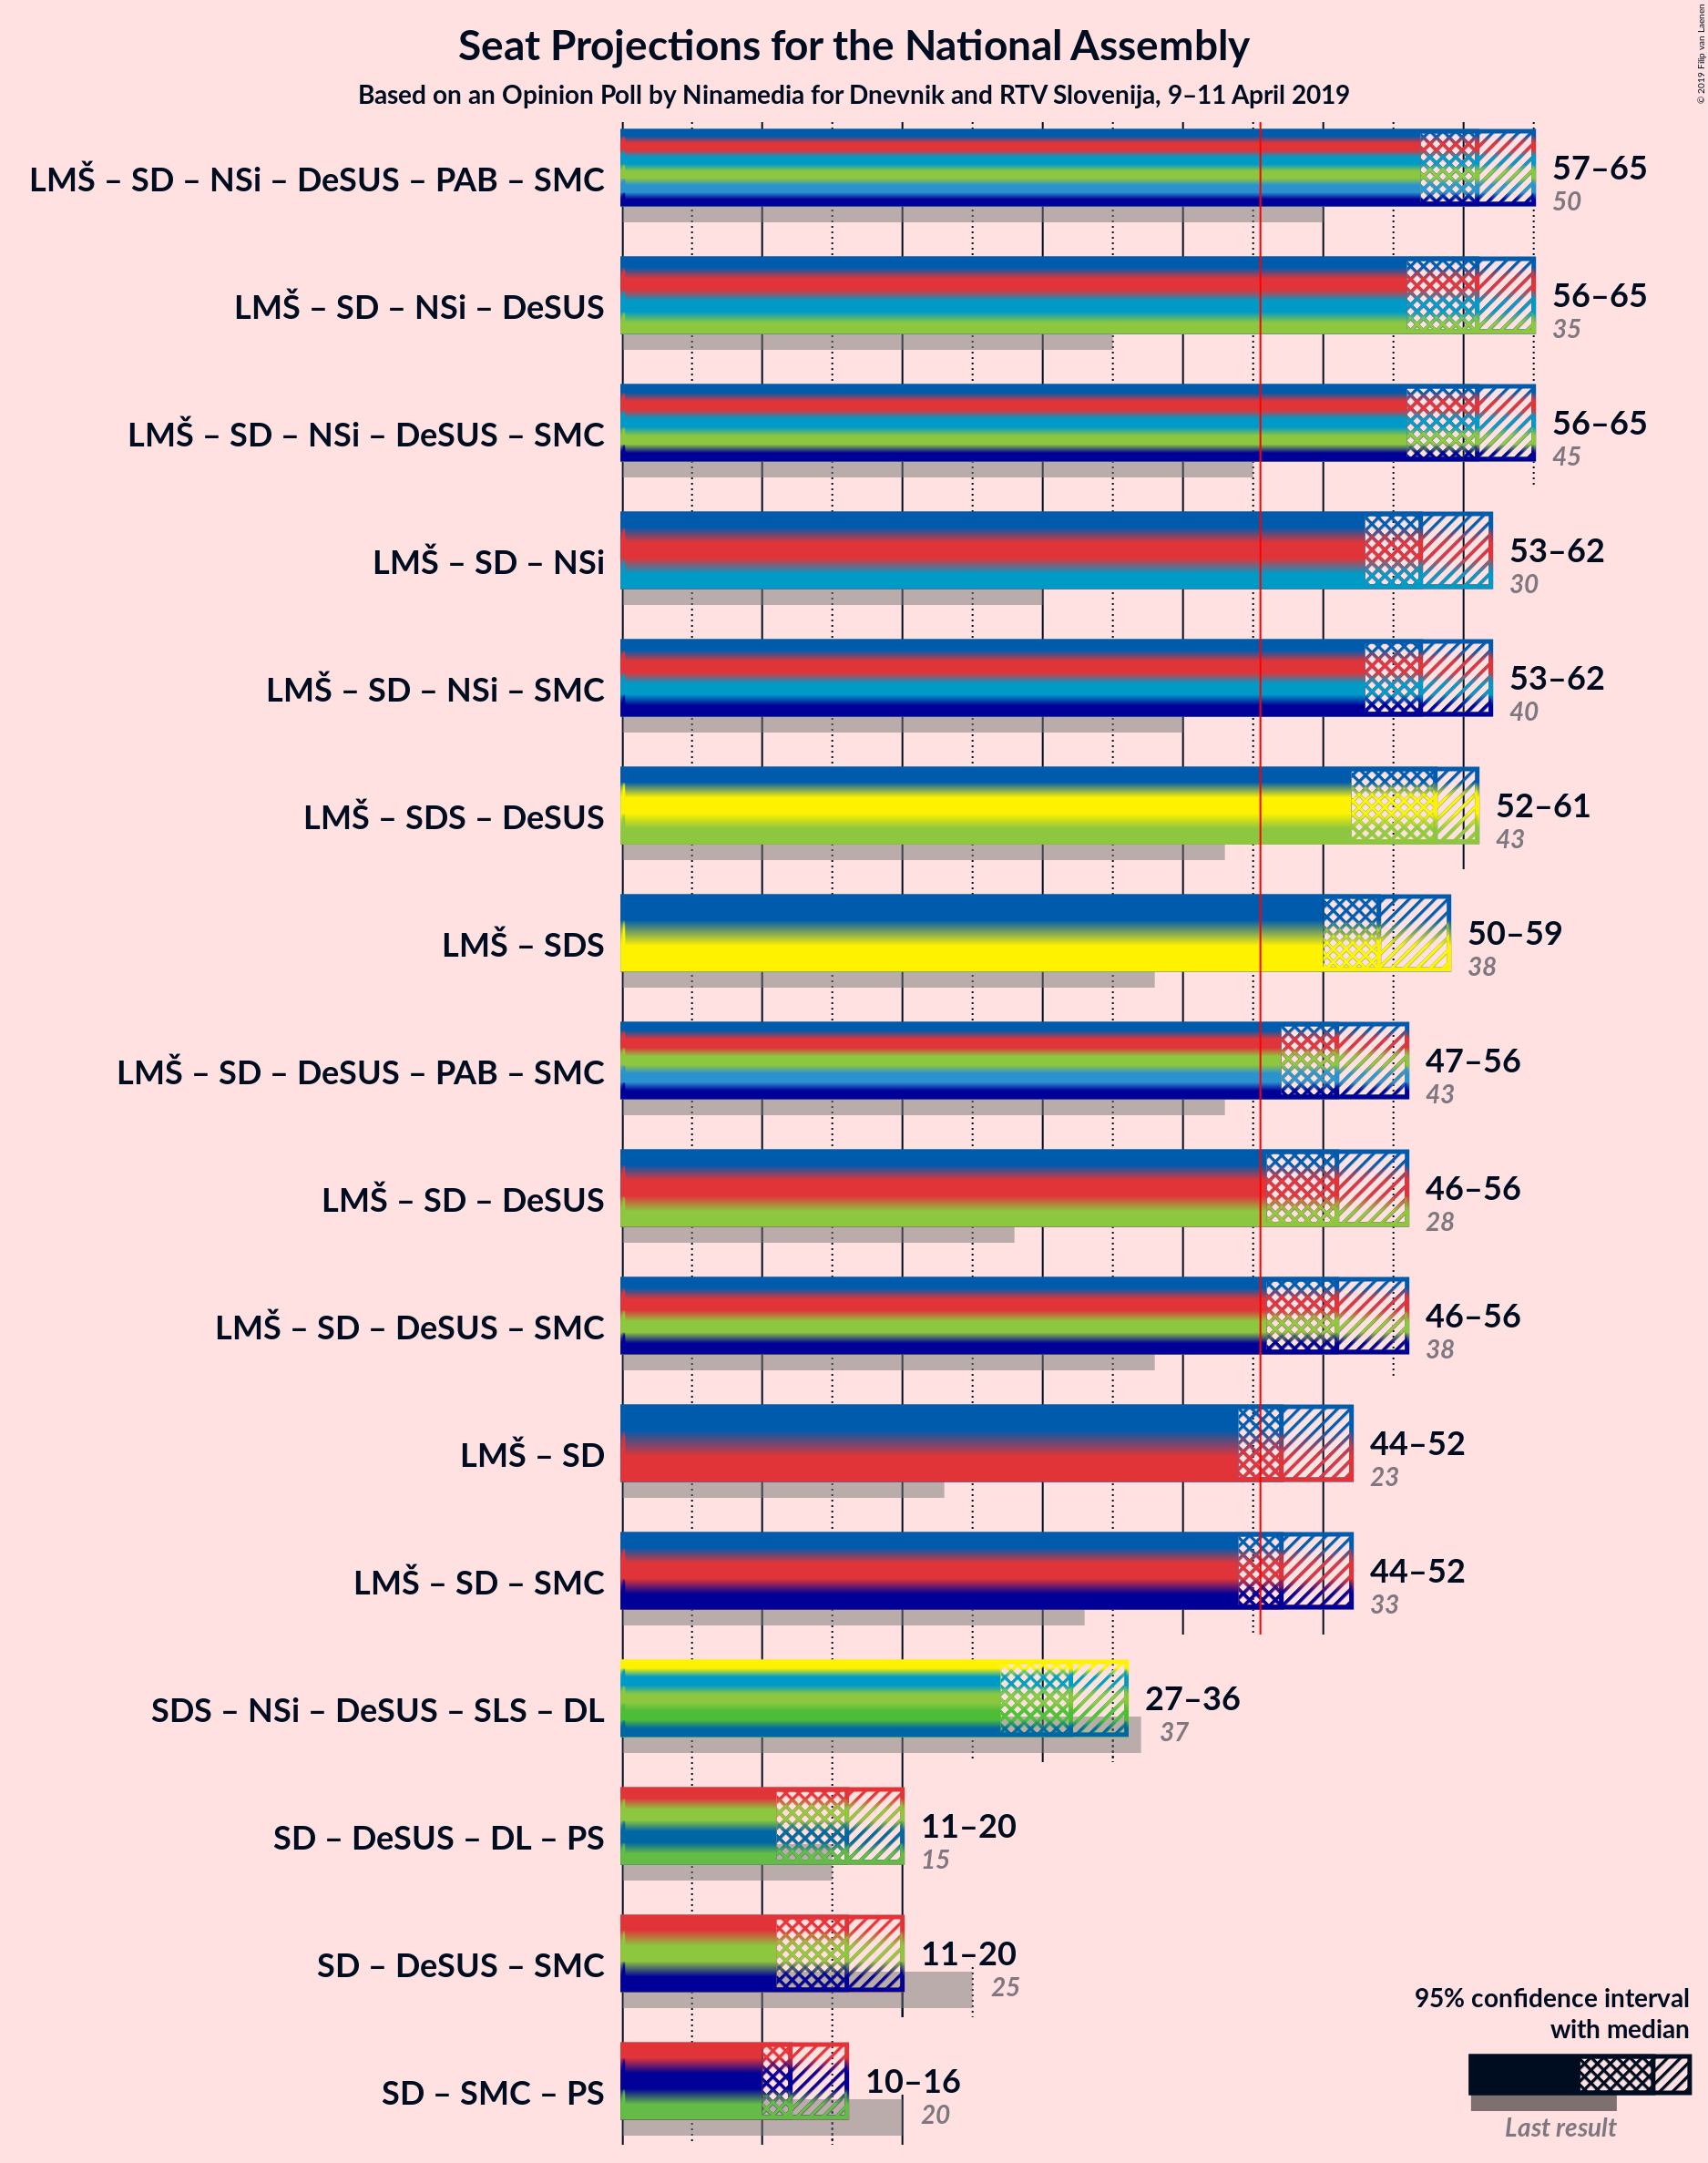 © 2019 Filip van Laenen
Seat Projections for the National Assembly
Based on an Opinion Poll by Ninamedia for Dnevnik and RTV Slovenija, 9–11 April 2019
LMŠ – SD – NSi – DeSUS – PAB – SMC
57–65
50
LMŠ – SD – NSi – DeSUS
56–65
35
LMŠ – SD – NSi – DeSUS – SMC
56–65
45
LMŠ – SD – NSi
53–62
30
LMŠ – SD – NSi – SMC
53–62
40
LMŠ – SDS – DeSUS
52–61
43
LMŠ – SDS
50–59
38
LMŠ – SD – DeSUS – PAB – SMC
47–56
43
LMŠ – SD – DeSUS
46–56
28
LMŠ – SD – DeSUS – SMC
46–56
38
LMŠ – SD
44–52
23
LMŠ – SD – SMC
44–52
33
SDS – NSi – DeSUS – SLS – DL
27–36
37
SD – DeSUS – DL – PS
11–20
15
SD – DeSUS – SMC
11–20
25
SD – SMC – PS
10–16
20
95% confidence interval
with median
Last result